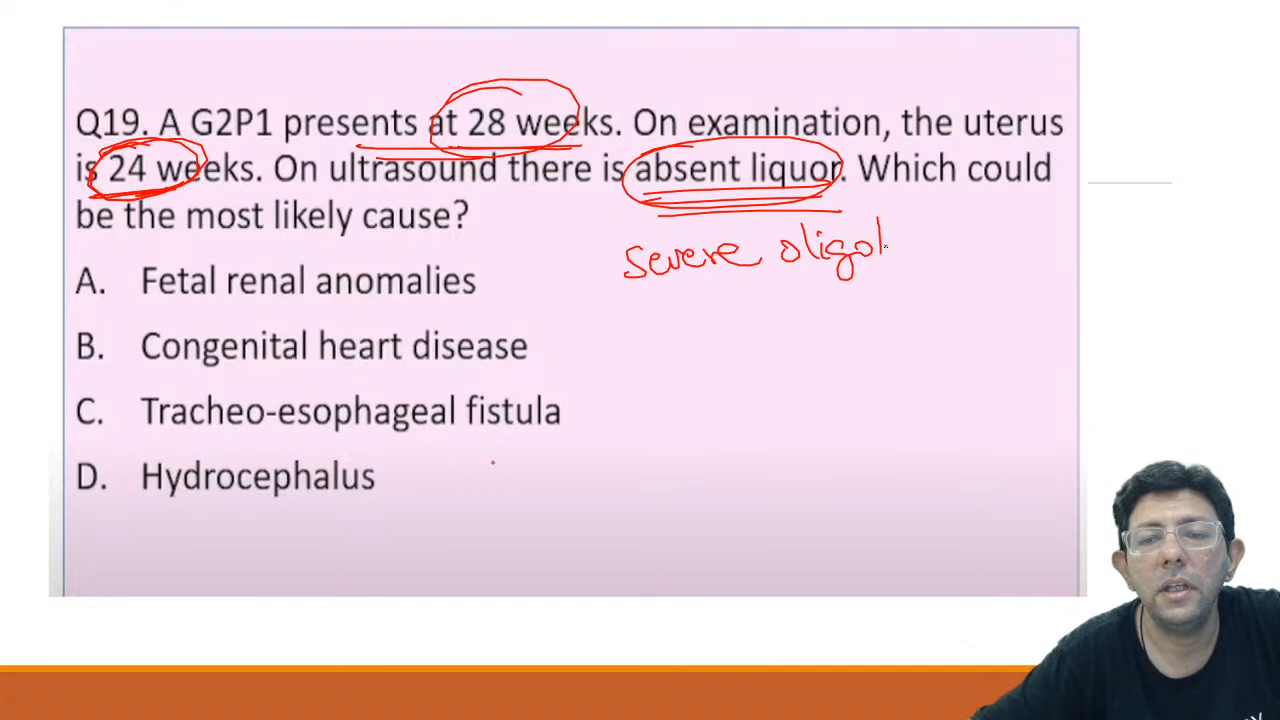 Q19. A G2P1 presents at 28 weeks. On examination, the uterus
is 24 weeks. On ultrasound there is absent liquor. Which could
be the most likely cause?
severe oligoh
A. Fetal renal anomalies
B. Congenital heart disease
C. Tracheo-esophageal fistula
D. Hydrocephalus